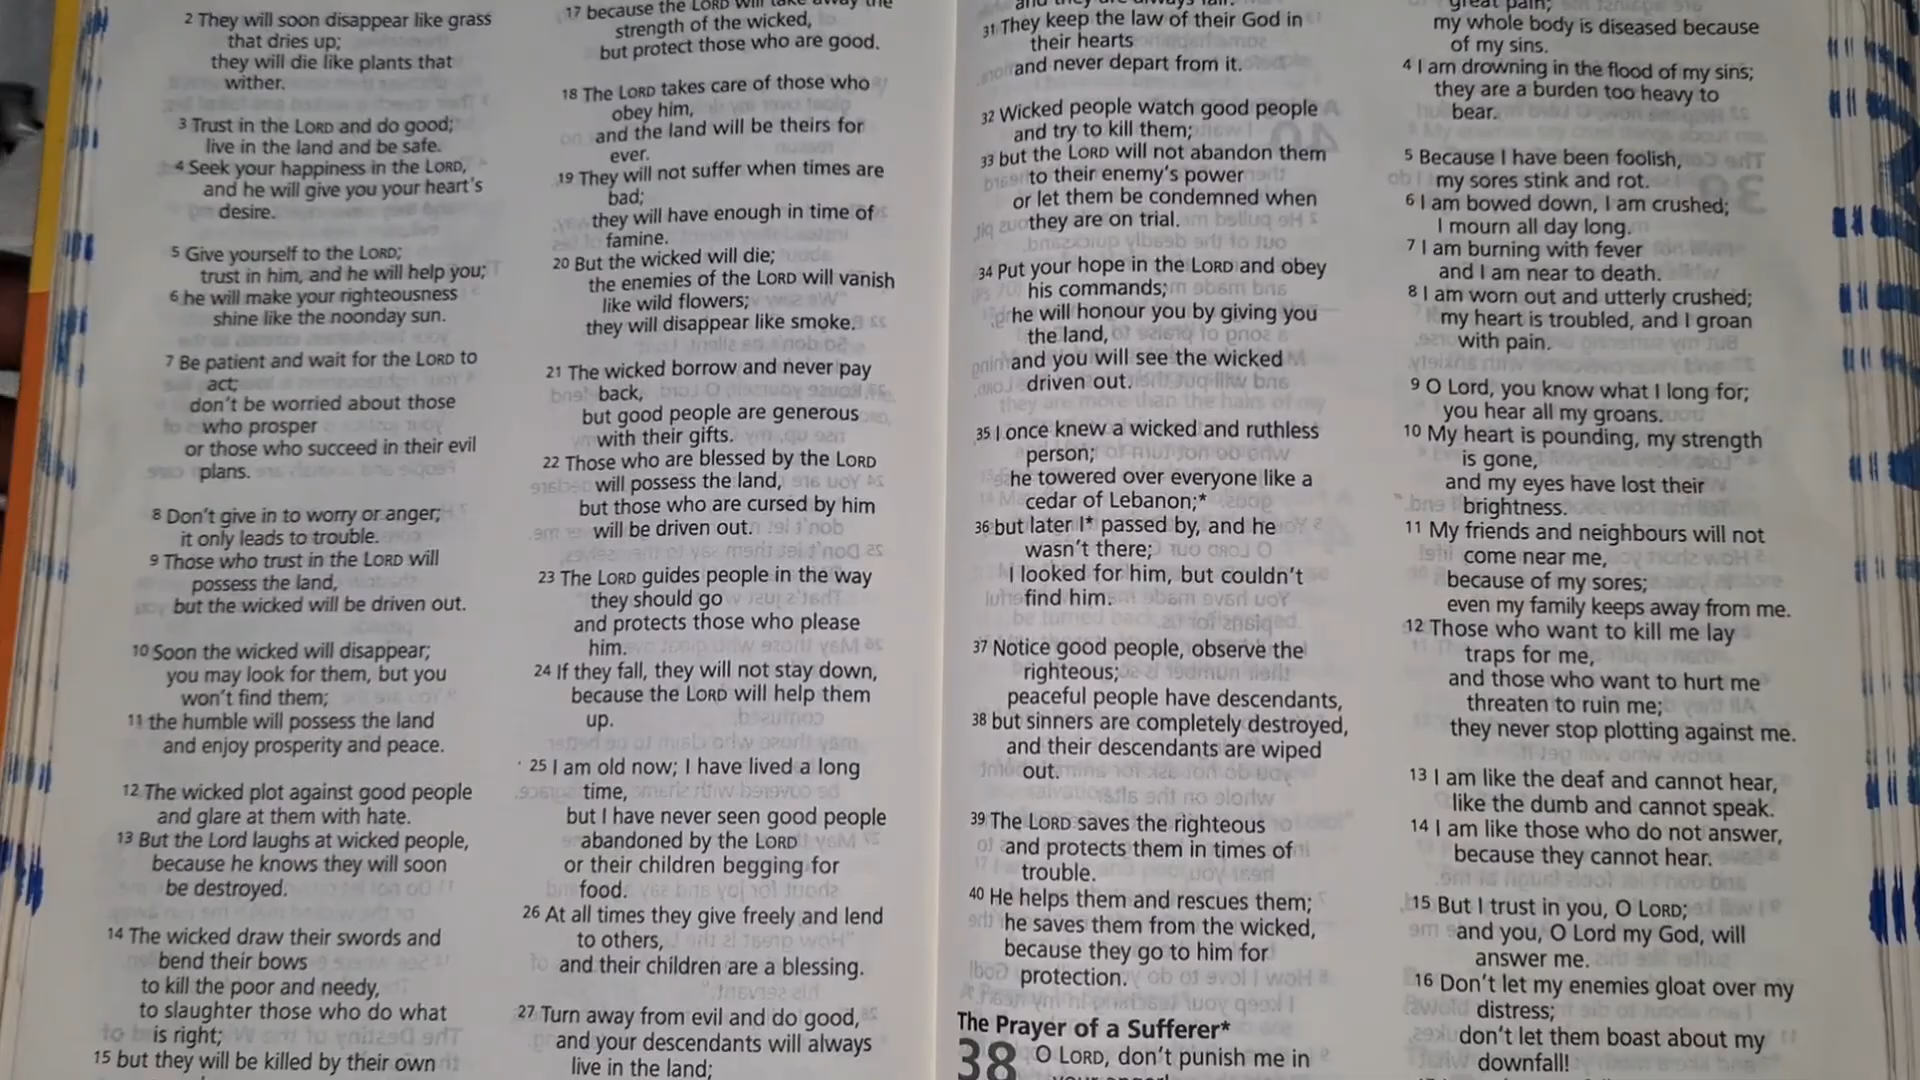 2 They will soon disappear like grass
that dries up;
they will die like plants that
wither.
3 Trust in the LORD and do good;
live in the land and be safe.
4 Seek your happiness in the LORD,
and he will give you your heart's
desire.
5 Give yourself to the LORD;
trust in him, and he will help you;
6 he will make your righteousness
shine like the noonday sun.
7 Be patient and wait for the LORD to
act;
don't be worried about those
who prosper
or those who succeed in their evil
plans.
8 Don't give in to worry or anger;
it only leads to trouble.
9 Those who trust in the LORD will
possess the land,
but the wicked will be driven out.
10 Soon the wicked will disappear;
you may look for them, but you
won't find them;
11 the humble will possess the land
and enjoy prosperity and peace.
12 The wicked plot against good people
and glare at them with hate.
13 But the Lord laughs at wicked people,
because he knows they will soon
be destroyed.
14 The wicked draw their swords and
bend their bows
to kill the poor and needy,
to slaughter those who do what
is right;
15 but they will be killed by their own
17 because the LORD will take away the
strength of the wicked,
but protect those who are good.
18 The LORD takes care of those who
obey him,
and the land will be theirs for
ever.
19 They will not suffer when times are
bad;
they will have enough in time of
famine.
20 But the wicked will die;
the enemies of the LORD will vanish
like wild flowers;
they will disappear like smoke.
21 The wicked borrow and never pay
back,
but good people are generous
with their gifts.
22 Those who are blessed by the LORD
will possess the land,
but those who are cursed by him
will be driven out.
23 The LORD guides people in the way
they should go
and protects those who please
him.
24 If they fall, they will not stay down,
because the LORD will help them
up.
25 I am old now; I have lived a long
time,
but I have never seen good people
abandoned by the LORD
or their children begging for
food.
26 At all times they give freely and lend
to others,
and their children are a blessing.
27 Turn away from evil and do good,
and your descendants will always
live in the land;
and they are always fair.
31 They keep the law of their God in
their hearts
and never depart from it.
32 Wicked people watch good people
and try to kill them;
33 but the LORD will not abandon them
to their enemy's power
or let them be condemned when
they are on trial.
34 Put your hope in the LORD and obey
his commands;
he will honour you by giving you
the land,
and you will see the wicked
driven out.
35 I once knew a wicked and ruthless
person;
he towered over everyone like a
cedar of Lebanon;*
36 but later I* passed by, and he
wasn't there;
I looked for him, but couldn't
find him.
37 Notice good people, observe the
righteous;
peaceful people have descendants,
38 but sinners are completely destroyed,
and their descendants are wiped
out.
39 The LORD saves the righteous
and protects them in times of
trouble.
40 He helps them and rescues them;
he saves them from the wicked,
because they go to him for
protection.
The Prayer of a Sufferer*
38 O LORD, don't punish me in
your anger!
great pain;
my whole body is diseased because
of my sins.
4 I am drowning in the flood of my sins;
they are a burden too heavy to
bear.
5 Because I have been foolish,
my sores stink and rot.
6 I am bowed down, I am crushed;
I mourn all day long.
7 I am burning with fever
and I am near to death.
8 I am worn out and utterly crushed;
my heart is troubled, and I groan
with pain.
9 O Lord, you know what I long for;
you hear all my groans.
10 My heart is pounding, my strength
is gone,
and my eyes have lost their
brightness.
11 My friends and neighbours will not
come near me,
because of my sores;
even my family keeps away from me.
12 Those who want to kill me lay
traps for me,
and those who want to hurt me
threaten to ruin me;
they never stop plotting against me.
13 I am like the deaf and cannot hear,
like the dumb and cannot speak.
14 I am like those who do not answer,
because they cannot hear.
15 But I trust in you, O LORD;
and you, O Lord my God, will
answer me.
16 Don't let my enemies gloat over my
distress;
don't let them boast about my
downfall!